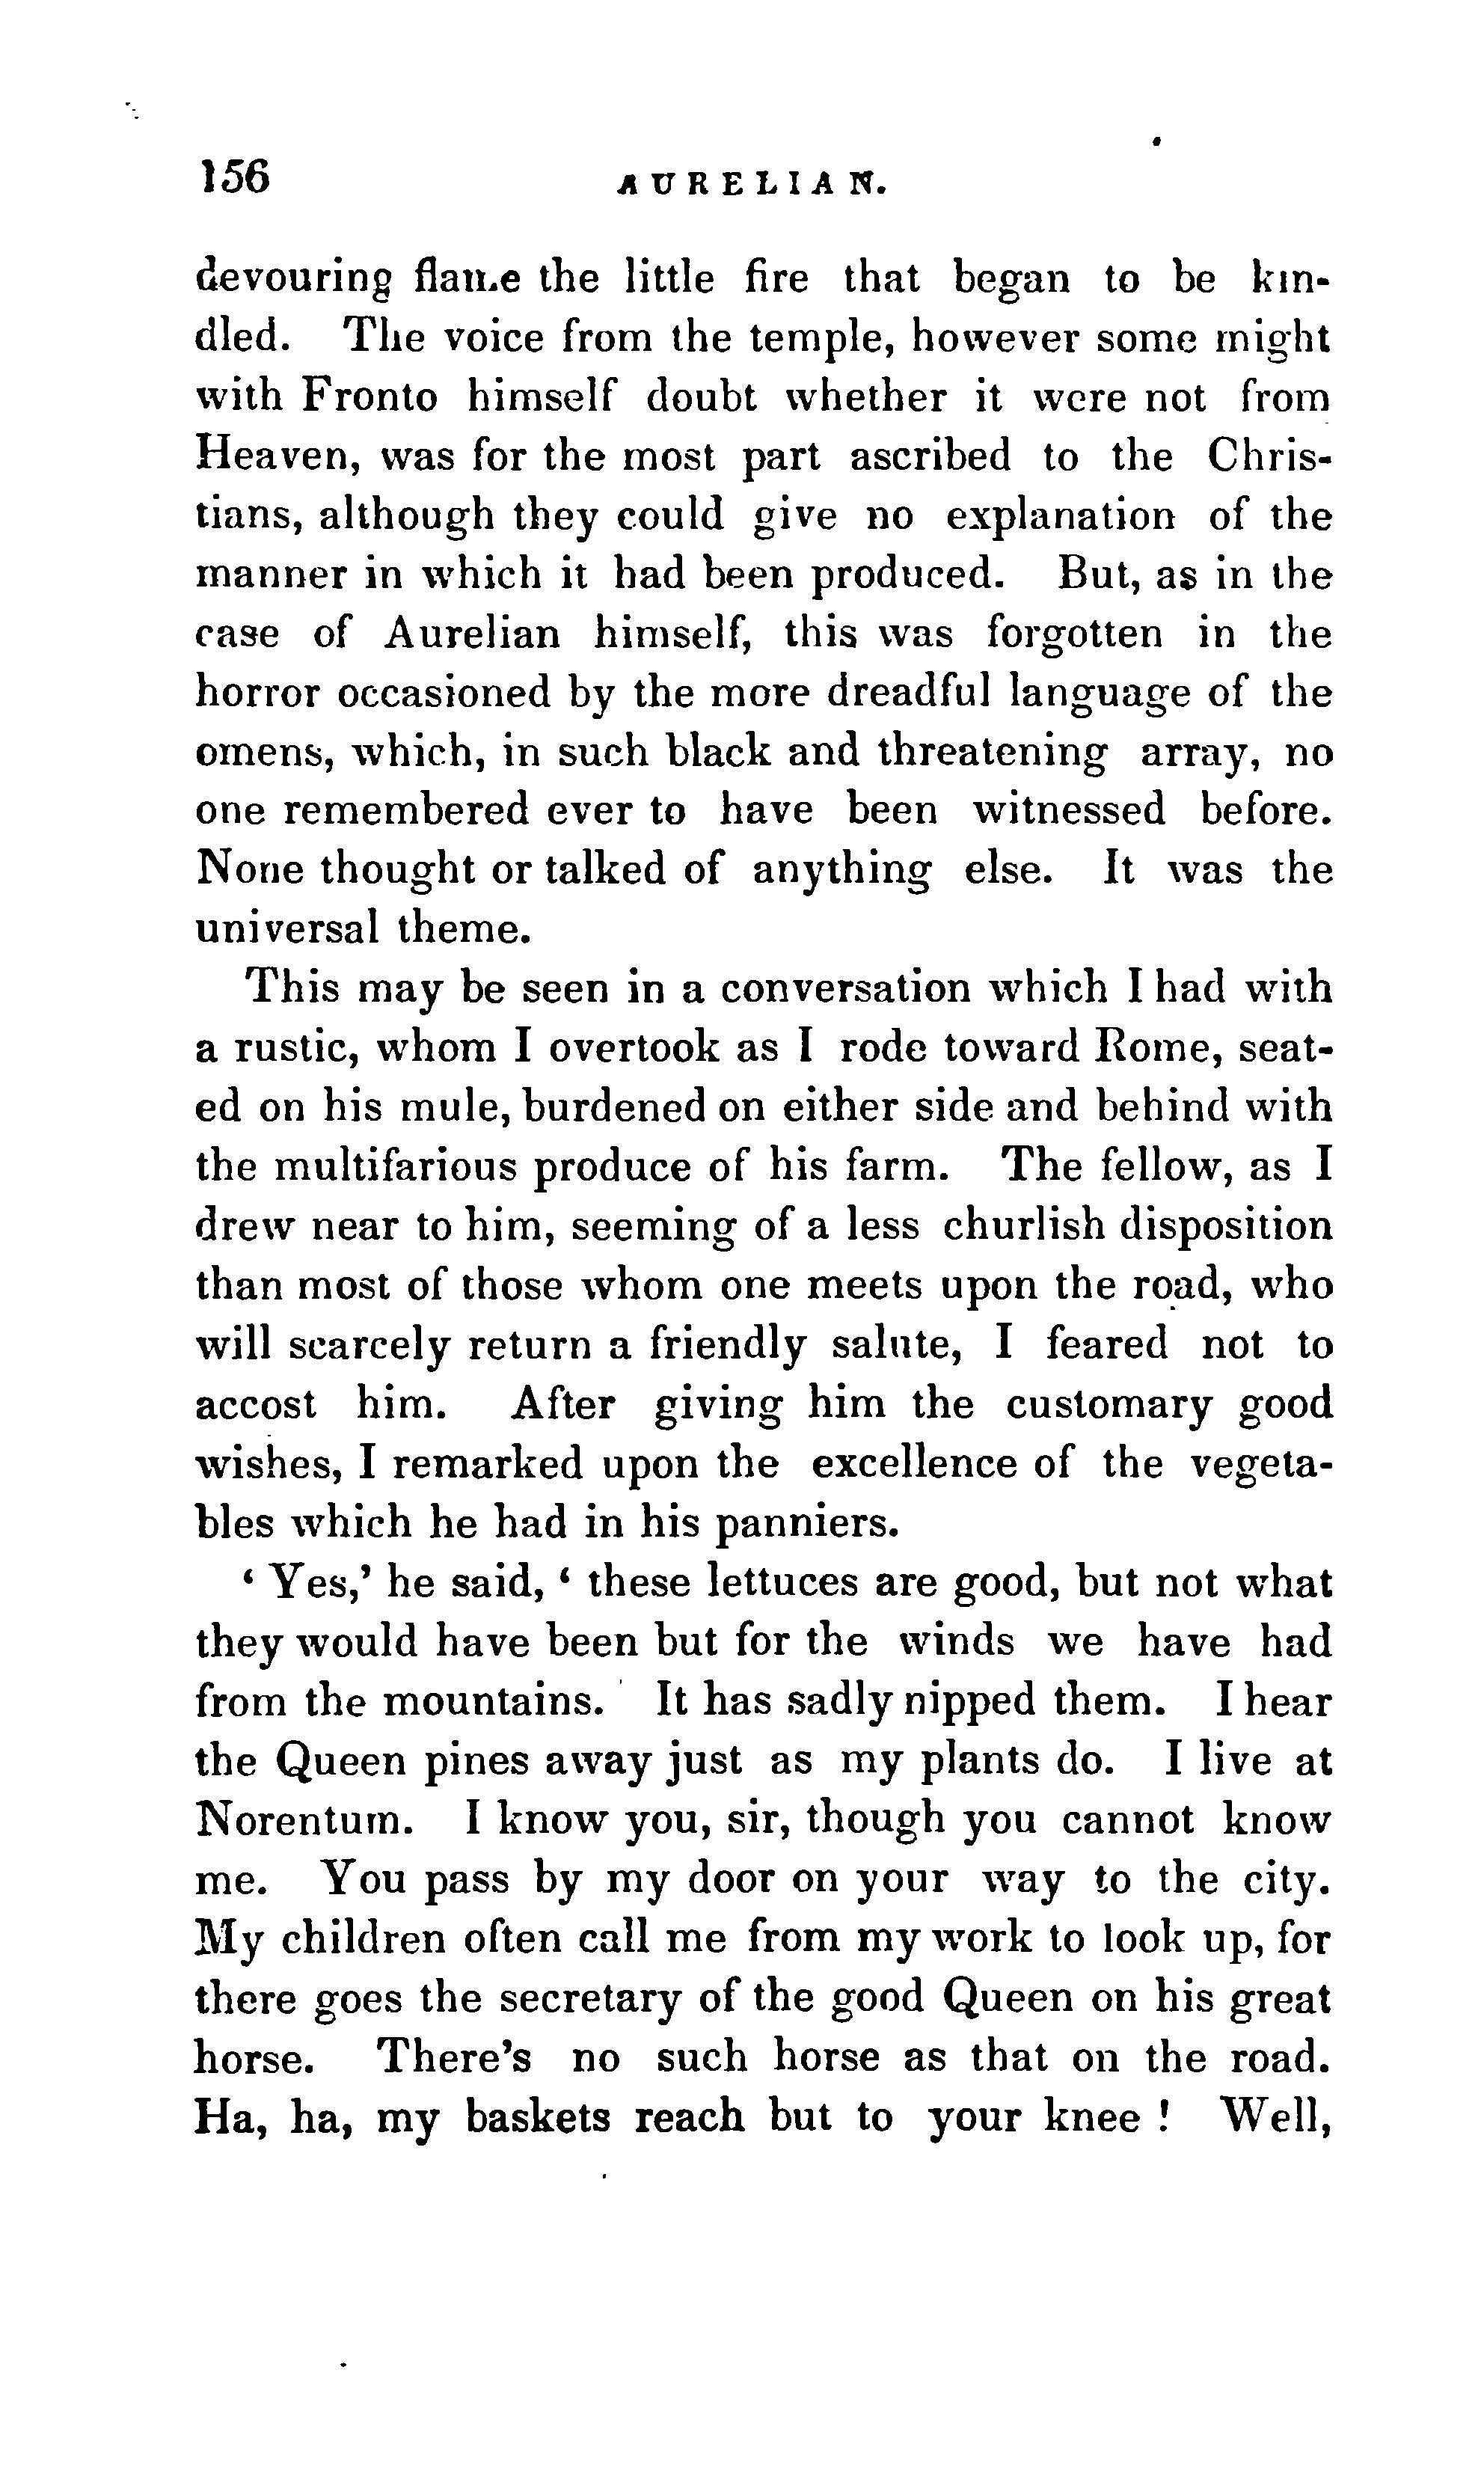 156
AURELIAN.
devouring flame the little fire that began to be kin-
dled. The voice from the temple, however some might
with Fronto himself doubt whether it were not from
Heaven, was for the most part ascribed to the Chris-
tians, although they could give no explanation of the
manner in which it had been produced. But, as in the
case of Aurelian himself, this was forgotten in the
horror occasioned by the more dreadful language of the
omens, which, in such black and threatening array, no
one remembered ever to have been witnessed before.
None thought or talked of anything else. It was the
universal theme.
This may be seen in a conversation which I had with
a rustic, whom I overtook as I rode toward Rome, seat-
ed on his mule, burdened on either side and behind with
the multifarious produce of his farm. The fellow, as I
drew near to him, seeming of a less churlish disposition
than most of those whom one meets upon the road, who
will scarcely return a friendly salute, I feared not to
accost him. After giving him the customary good
wishes, I remarked upon the excellence of the vegeta-
bles which he had in his panniers.
‘ Yes,’ he said, ‘ these lettuces are good, but not what
they would have been but for the winds we have had
from the mountains. It has sadly nipped them. I hear
the Queen pines away just as my plants do. I live at
Norentum. I know you, sir, though you cannot know
me. You pass by my door on your way to the city.
My children often call me from my work to look up, for
there goes the secretary of the good Queen on his great
horse. There's no such horse as that on the road.
Ha, ha, my baskets reach but to your knee ! Well,